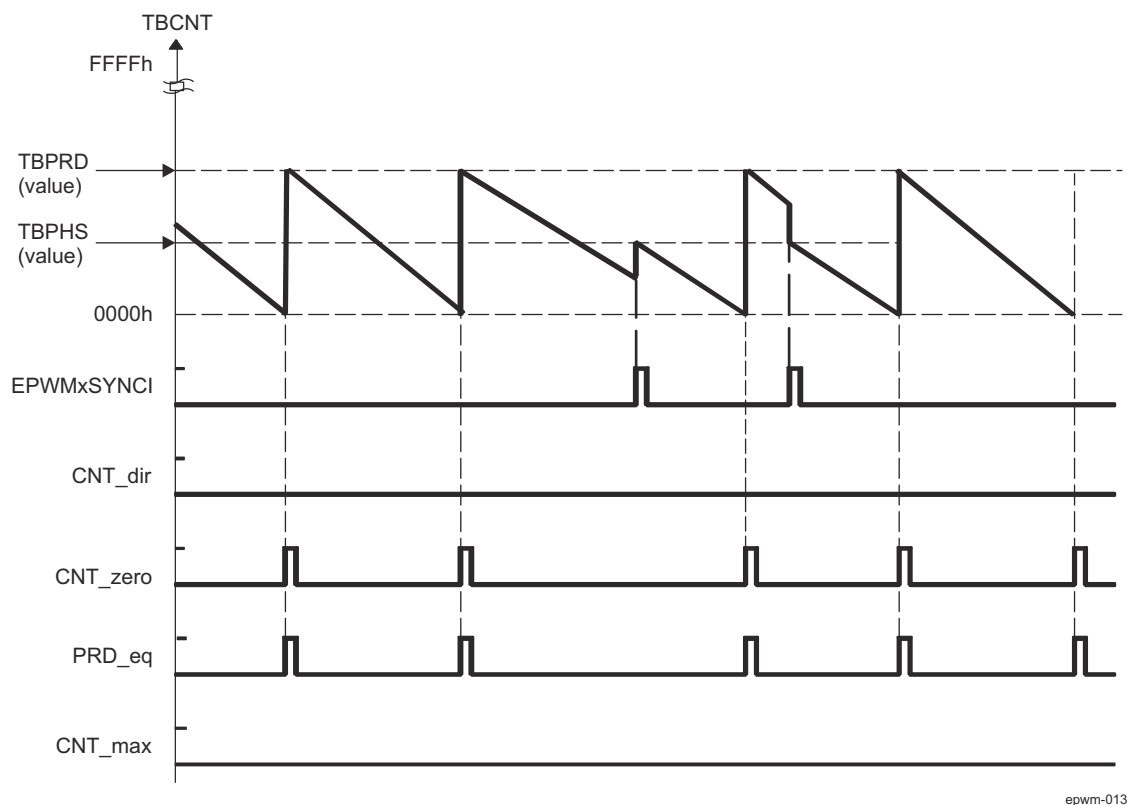 TBCNT
FFFFh
TBPRD
(value)
TBPHS
(value)
0000h
EPWMxSYNCI
CNT_dir
CNT_zero
PRD_eq
CNT_max
epwm-013